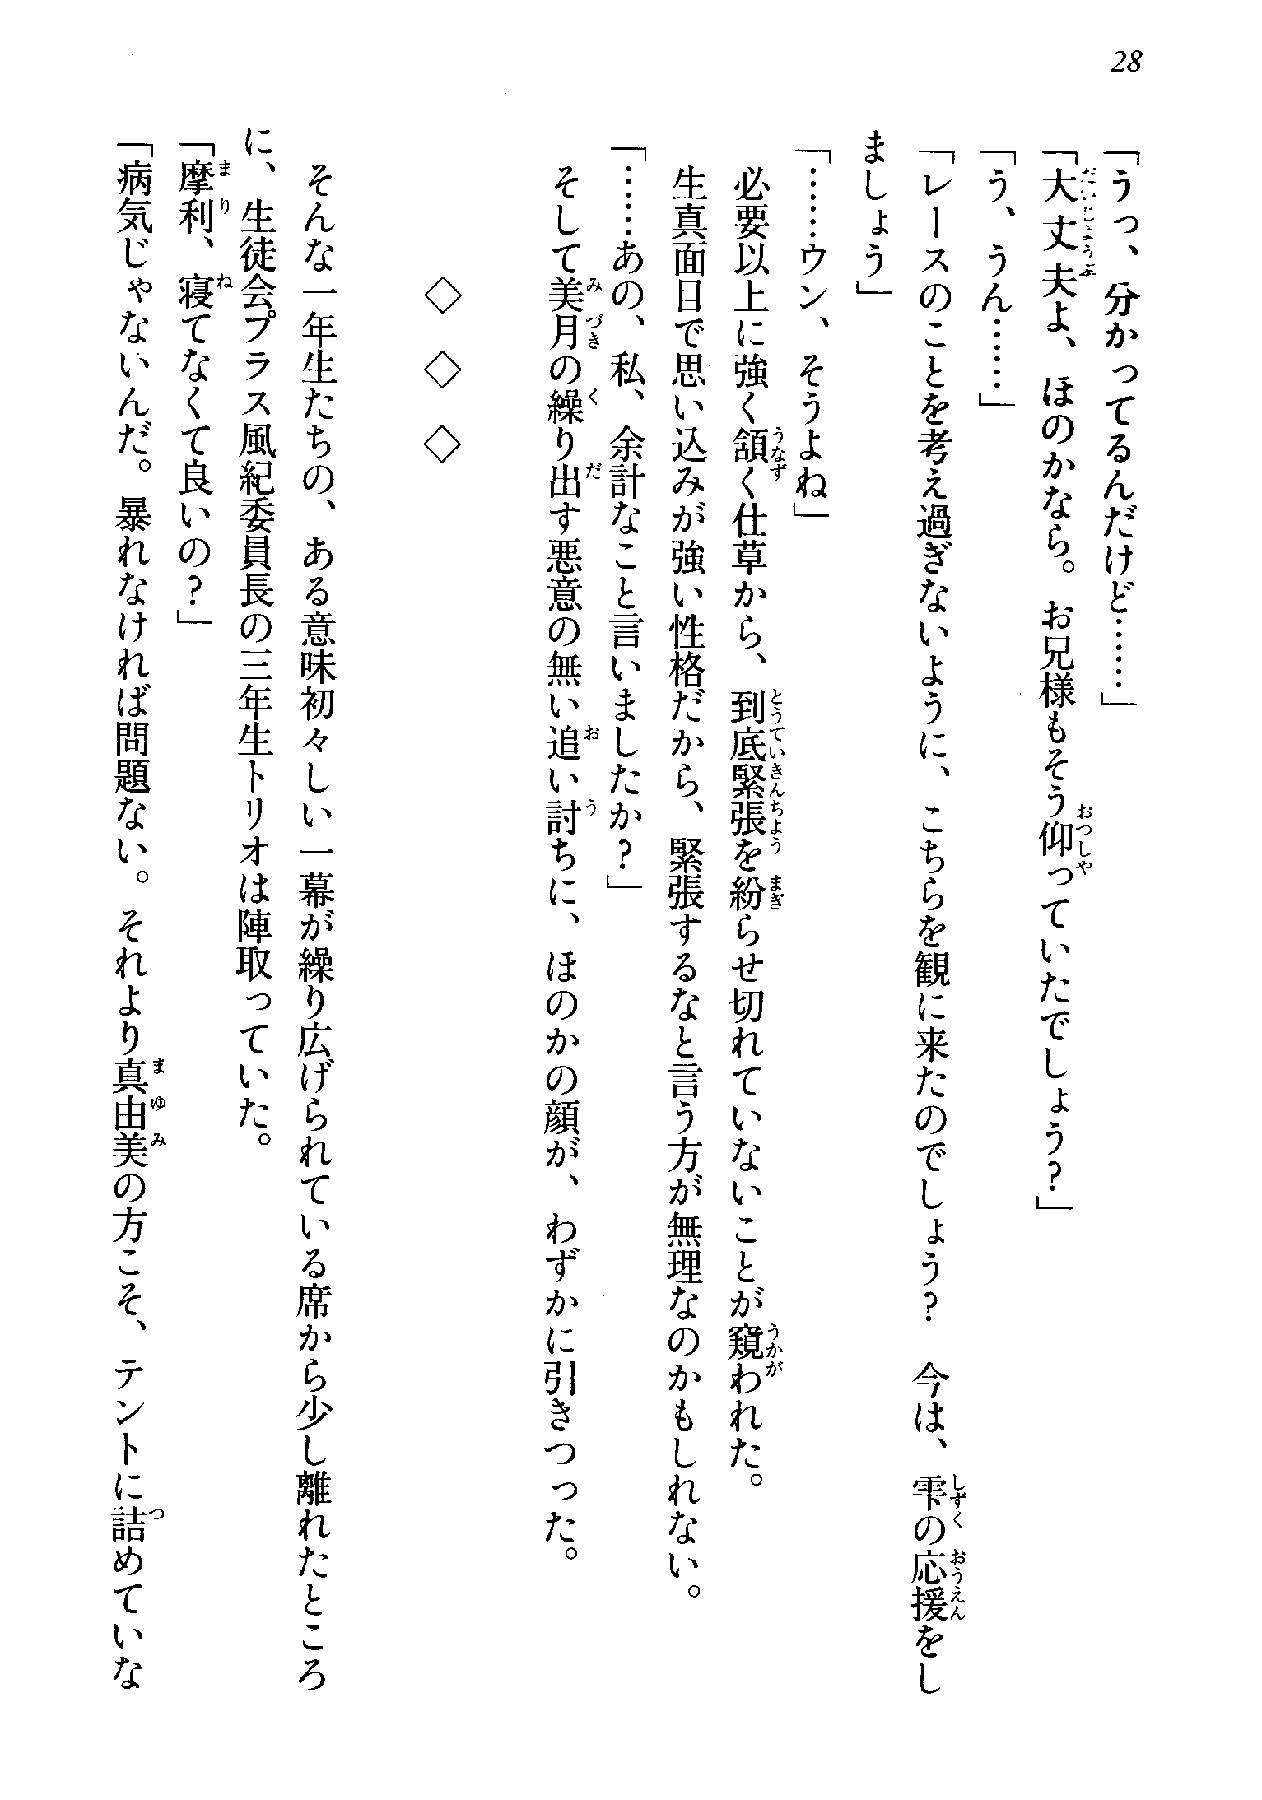 28
「うっ、分かってるんだけど……」
「大丈夫よ、ほのかなら。お兄様もそう仰っていたでしょう？」
「う、うん……」
「レースのことを考え過ぎないように、こちらを観に来たのでしょう？　今は、雫の応援をし
ましょう」
「……ウン、そうよね」
　必要以上に強く頷く仕草から、到底緊張を紛らせ切れていないことが窺われた。
　生真面目で思い込みが強い性格だから、緊張するなと言う方が無理なのかもしれない。
「……あの、私、余計なこと言いましたか？」
　そして美月の繰り出す悪意の無い追い討ちに、ほのかの顔が、わずかに引きつった。
◇　◇　◇
　そんな一年生たちの、ある意味初々しい一幕が繰り広げられている席から少し離れたところ
に、生徒会プラス風紀委員長の三年生トリオは陣取っていた。
「摩利、寝てなくて良いの？」
「病気じゃないんだ。暴れなければ問題ない。それより真由美の方こそ、テントに詰めていな